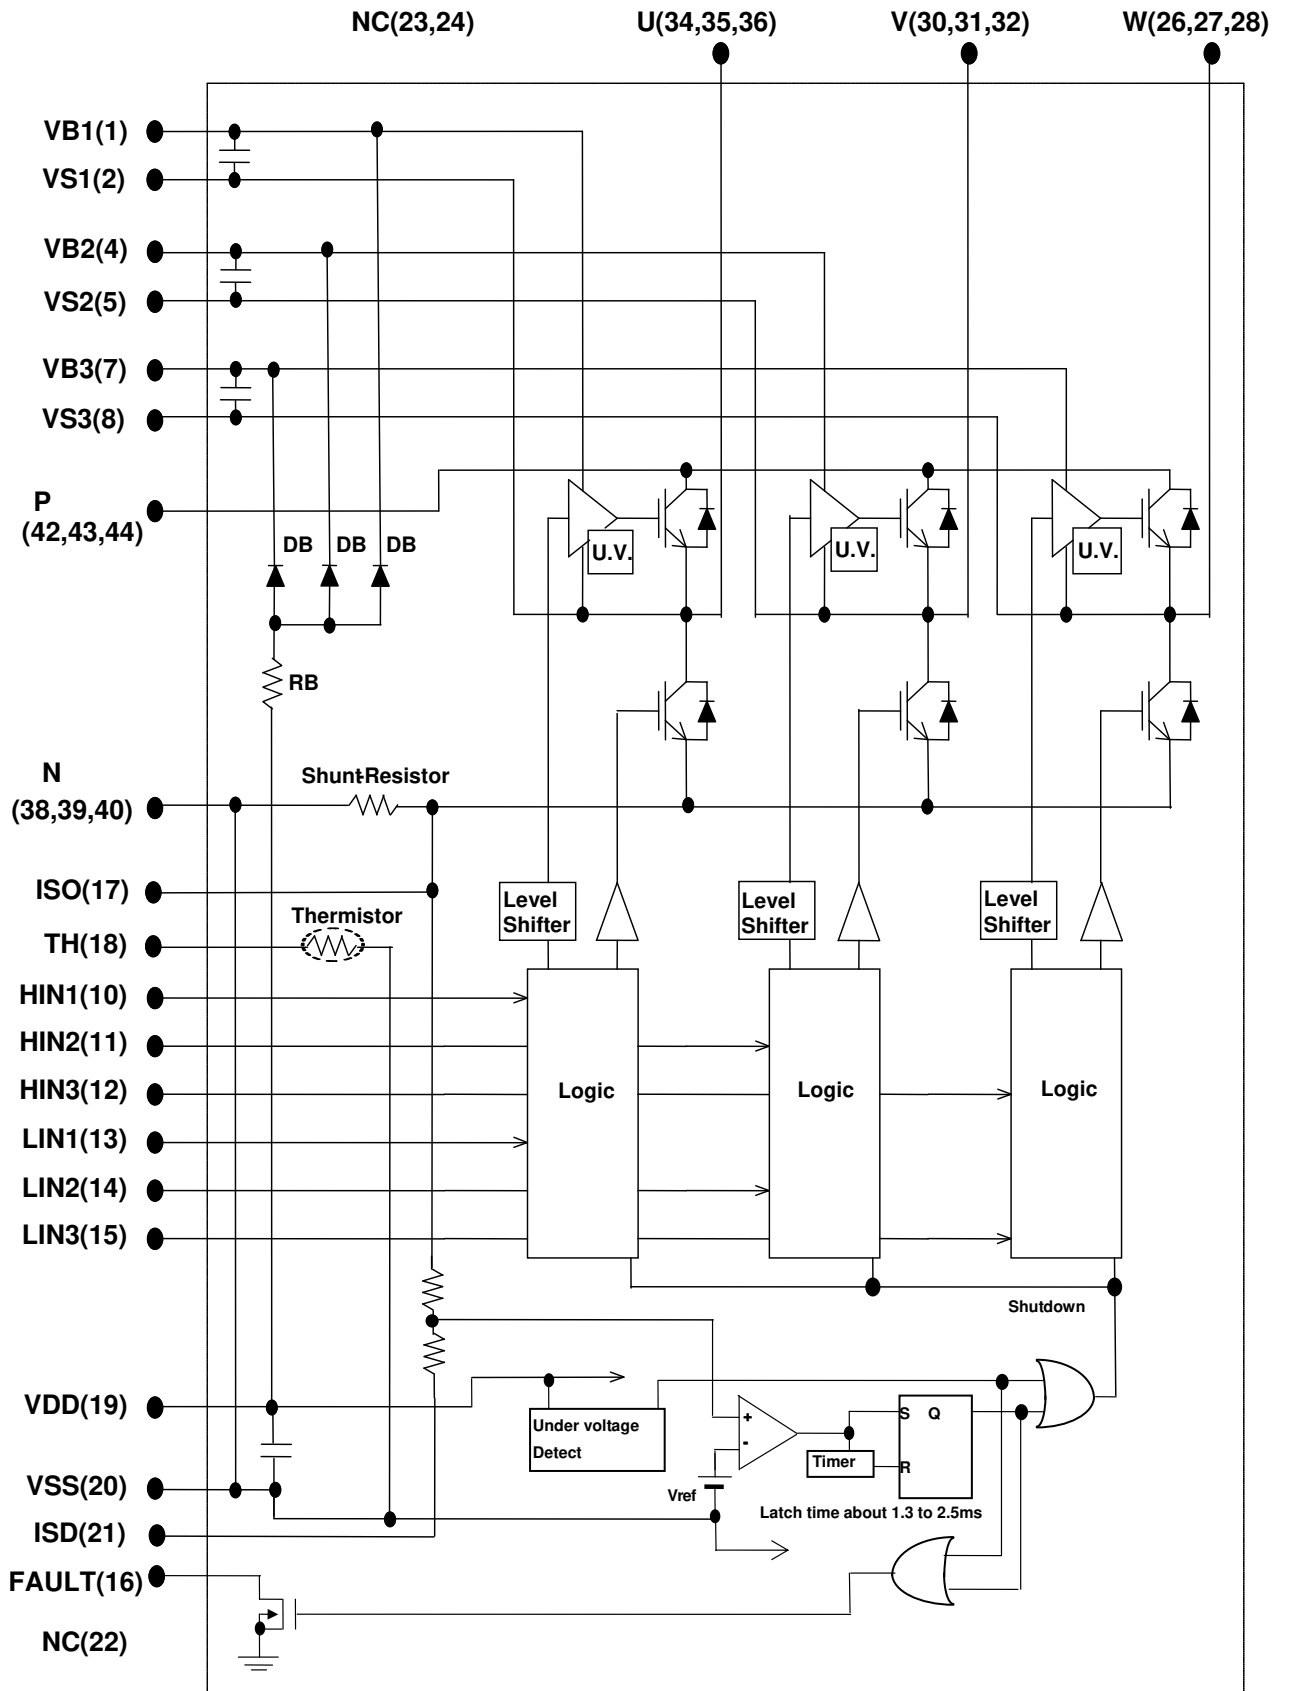 NC(23,24)
U(34,35,36)
V(30,31,32)
W(26,27,28)
VB1(1)
VS1(2)
VB2(4)
VS2(5)
VB3(7)
VS3(8)
P
(42,43,44)
DB
DB
DB
U.V.
U.V.
U.V.
RB
N
(38,39,40)
Shunt-Resistor
ISO(17)
Thermistor
TH(18)
Level
Shifter
Level
Shifter
Level
Shifter
HIN1(10)
HIN2(11)
HIN3(12)
LIN1(13)
LIN2(14)
LIN3(15)
Logic
Logic
Logic
Shutdown
VDD(19)
Under voltage
Detect
+
-
S Q
R
Timer
Vref
Latch time about 1.3 to 2.5ms
VSS(20)
ISD(21)
FAULT(16)
NC(22)